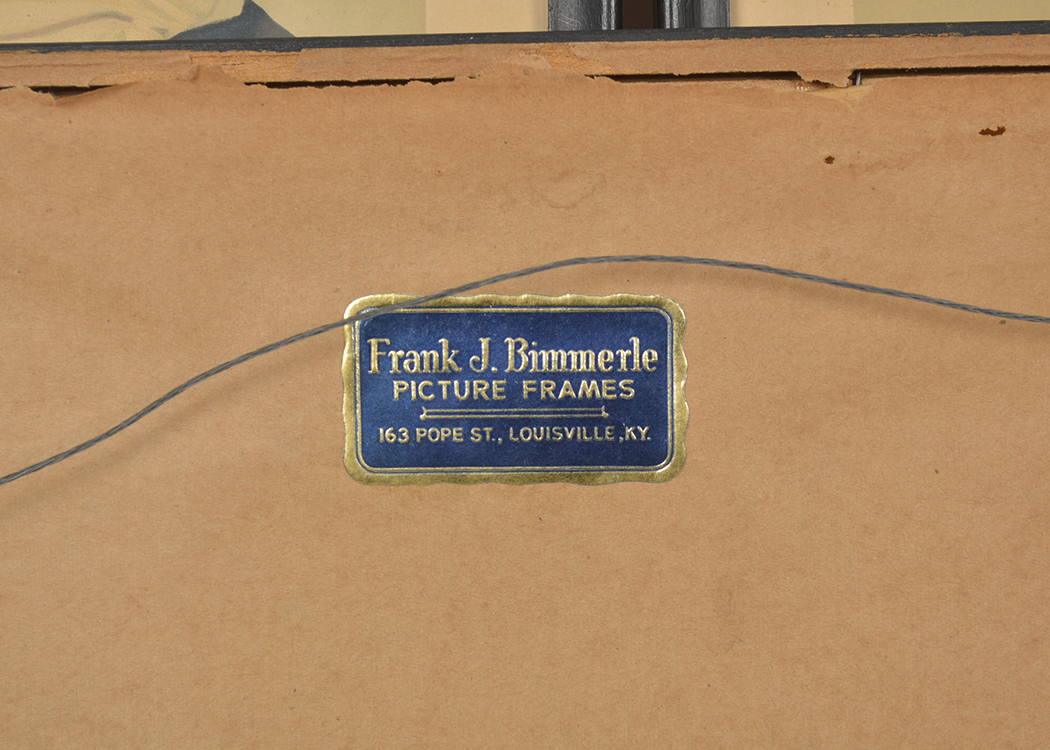 Frank J. Bimmerle
PICTURE FRAMES
163 POPE ST., LOUISVILLE, KY.